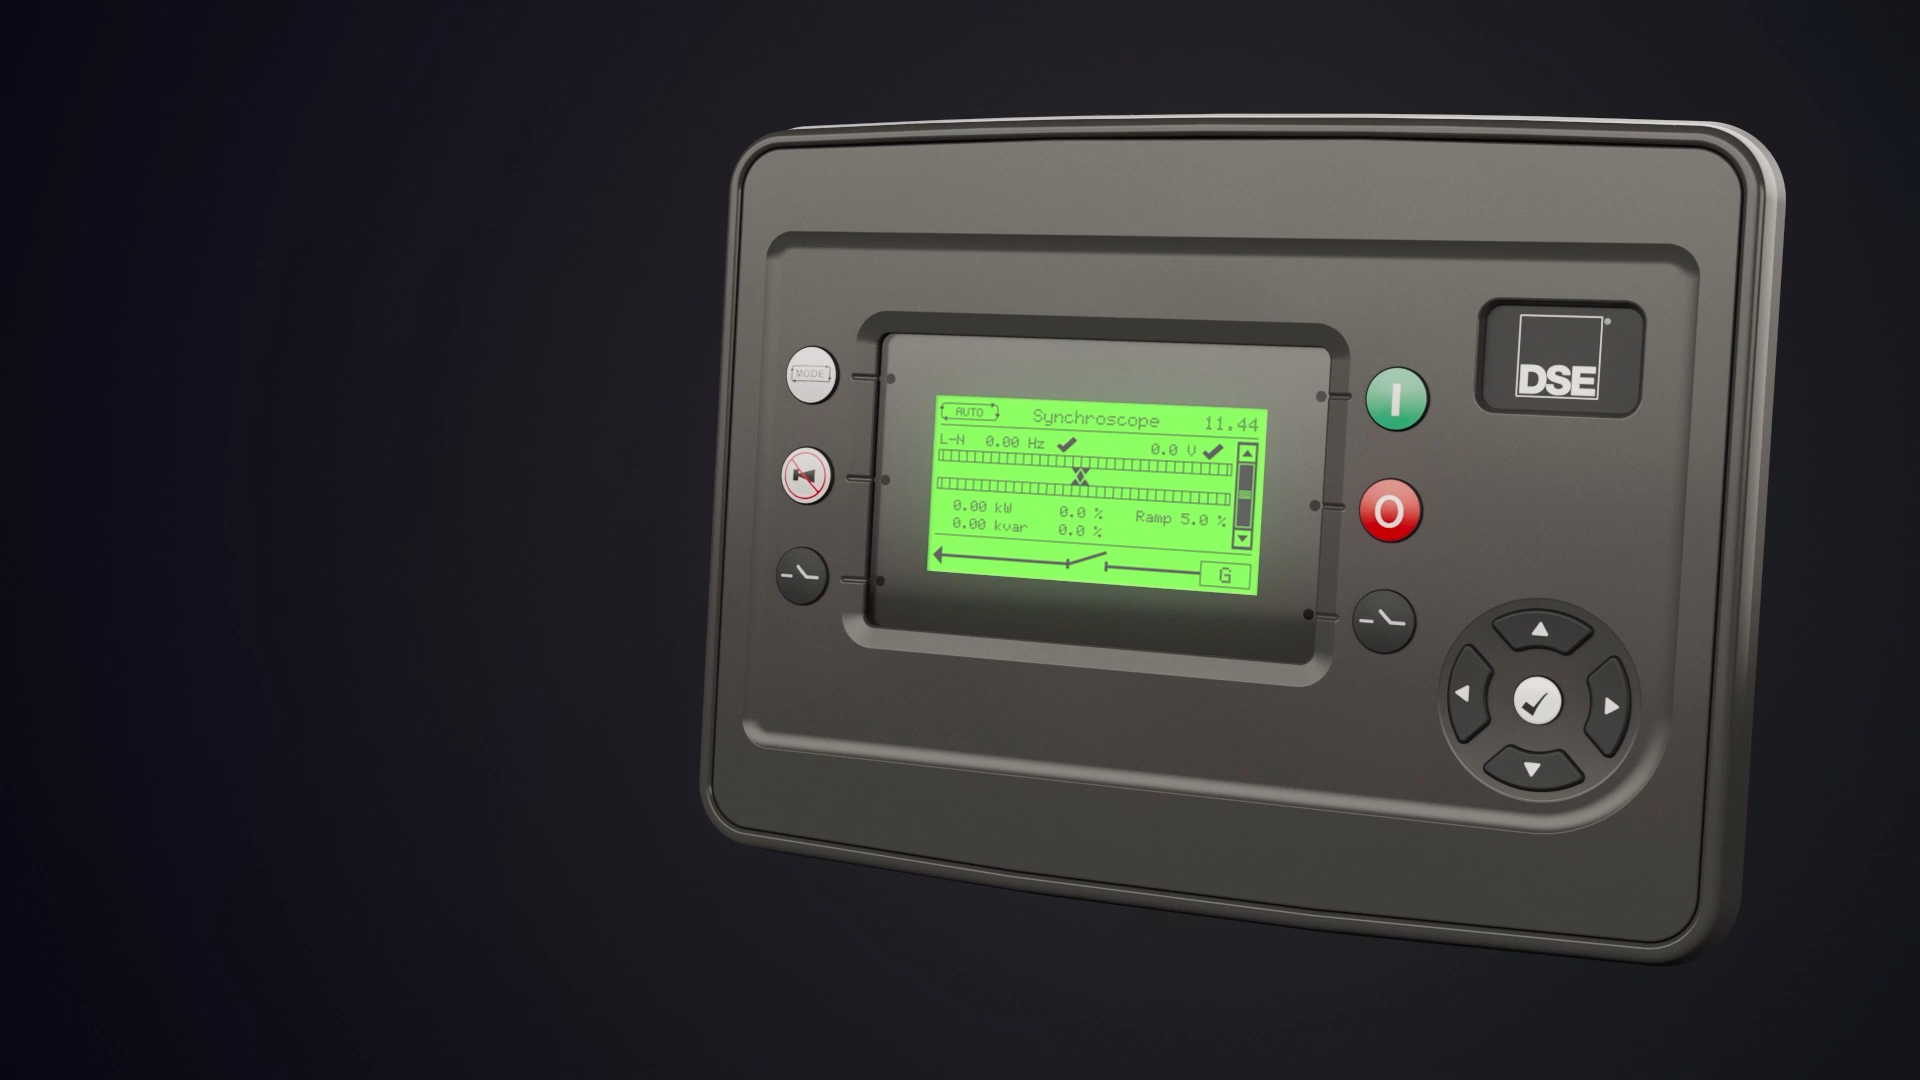 AUTO Synchroscope 11.44
L-N 0.00 Hz 0.0 V
0.00 kW 0.0 % Ramp 5.0 %
0.00 kvar 0.0 %
G
MODE
I
O
DSE®